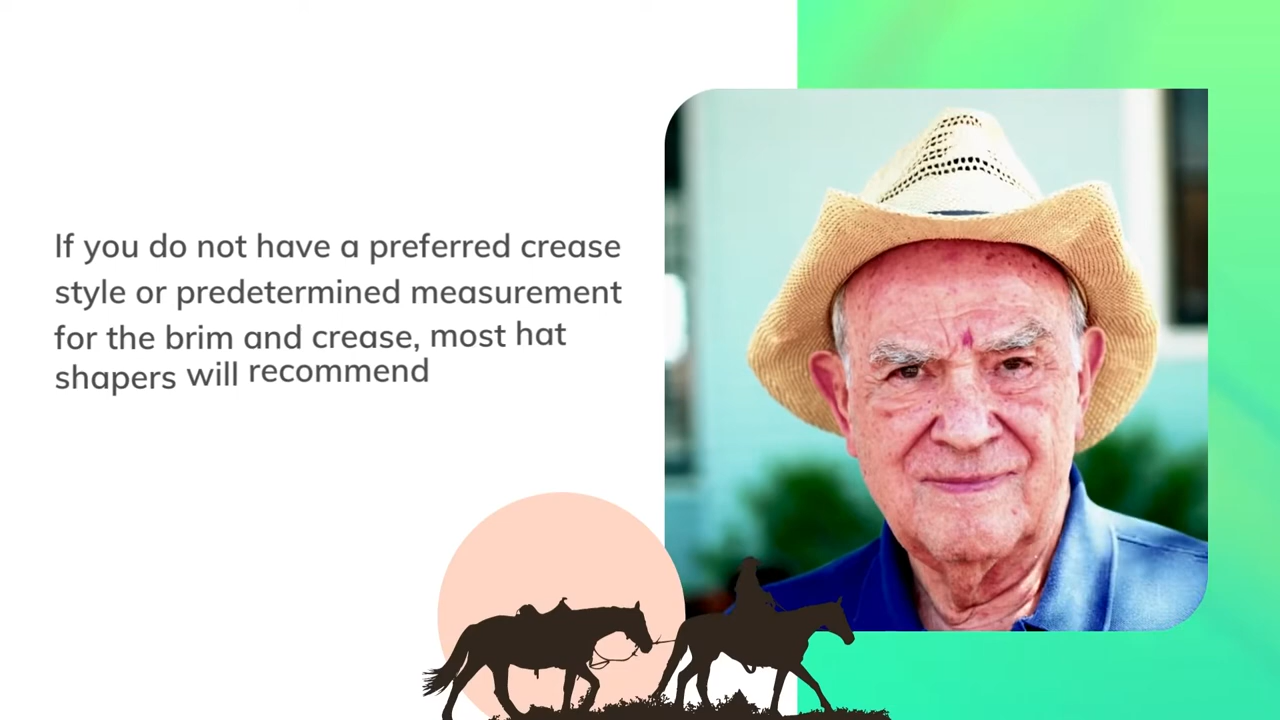 If you do not have a preferred crease
style or predetermined measurement
for the brim and crease, most hat
shapers will recommend